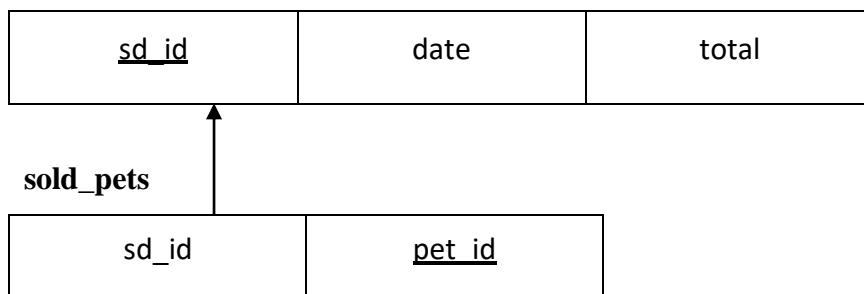 sd_id date total
sold_pets
sd_id pet_id